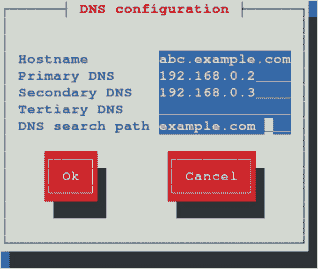 DNS configuration
Hostname abc.example.com
Primary DNS 192.168.0.2
Secondary DNS 192.168.0.3
Tertiary DNS
DNS search path example.com
Ok Cancel